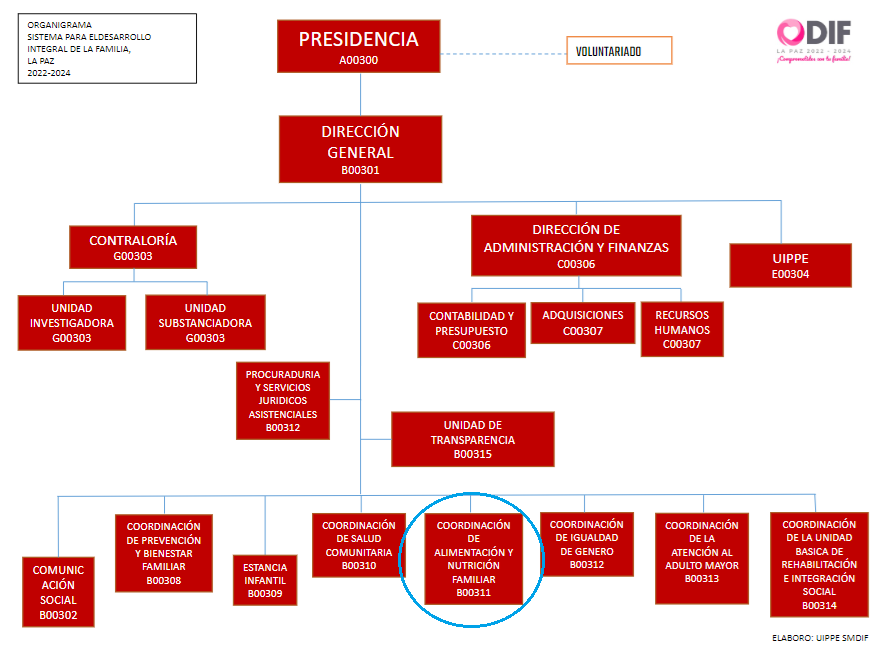 ORGANIGRAMA
SISTEMA PARA ELDESARROLLO
INTEGRAL DE LA FAMILIA,
LA PAZ
2022-2024
PRESIDENCIA
A00300
VOLUNTARIADO
DIF
LA PAZ 2022 - 2024
¡Comprometidos con tu familia!
DIRECCIÓN
GENERAL
B00301
CONTRALORÍA
G00303
DIRECCIÓN DE
ADMINISTRACIÓN Y FINANZAS
C00306
UIPPE
E00304
UNIDAD
INVESTIGADORA
G00303
UNIDAD
SUBSTANCIADORA
G00303
CONTABILIDAD Y
PRESUPUESTO
C00306
ADQUISICIONES
C00307
RECURSOS
HUMANOS
C00307
PROCURADURIA
Y SERVICIOS
JURIDICOS
ASISTENCIALES
B00312
UNIDAD DE
TRANSPARENCIA
B00315
COMUNIC
ACIÓN
SOCIAL
B00302
COORDINACIÓN
DE PREVENCIÓN
Y BIENESTAR
FAMILIAR
B00308
ESTANCIA
INFANTIL
B00309
COORDINACIÓN
DE SALUD
COMUNITARIA
B00310
COORDINACIÓN
DE
ALIMENTACIÓN Y
NUTRICIÓN
FAMILIAR
B00311
COORDINACIÓN
DE IGUALDAD
DE GENERO
B00312
COORDINACIÓN
DE LA
ATENCIÓN AL
ADULTO MAYOR
B00313
COORDINACIÓN
DE LA UNIDAD
BASICA DE
REHABILITACIÓN
E INTEGRACIÓN
SOCIAL
B00314
ELABORO: UIPPE SMDIF